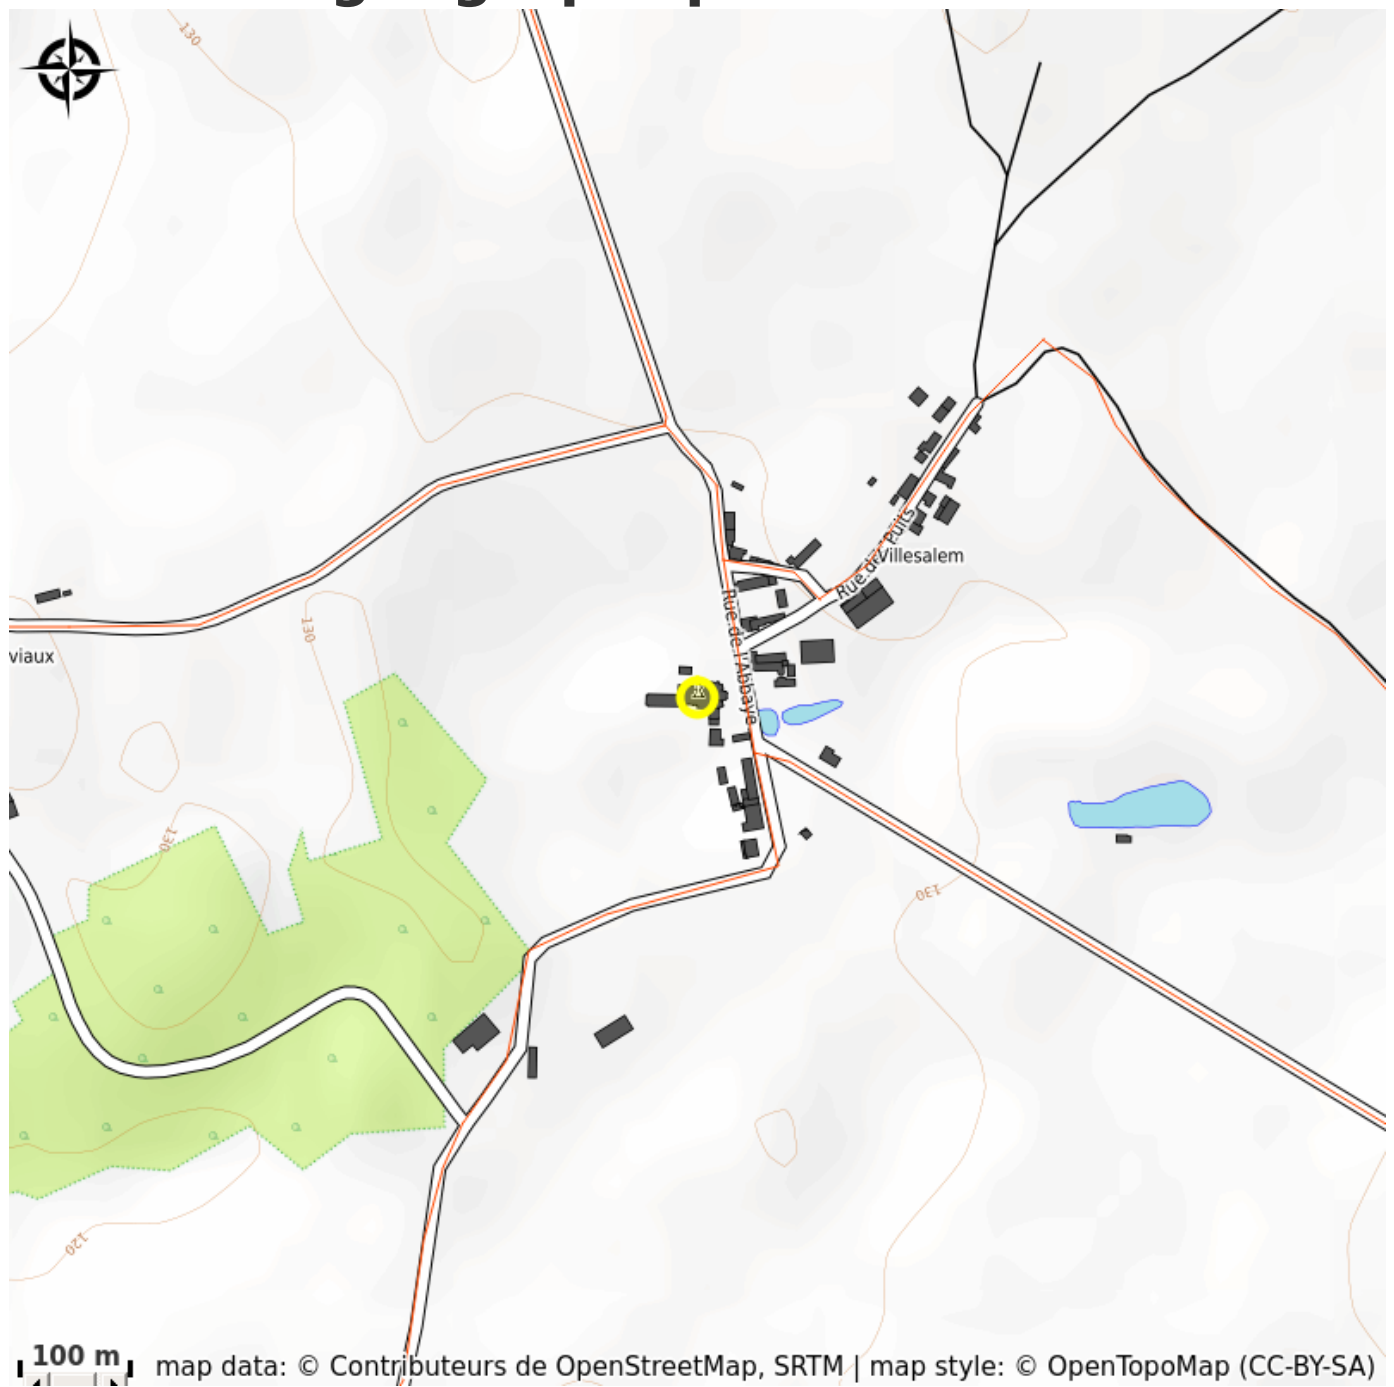 130
Rue du Puits
Villesalem
130
Rue de l'Abbaye
viaux
130
130
120
100 m
map data: © Contributeurs de OpenStreetMap, SRTM | map style: © OpenTopoMap (CC-BY-SA)